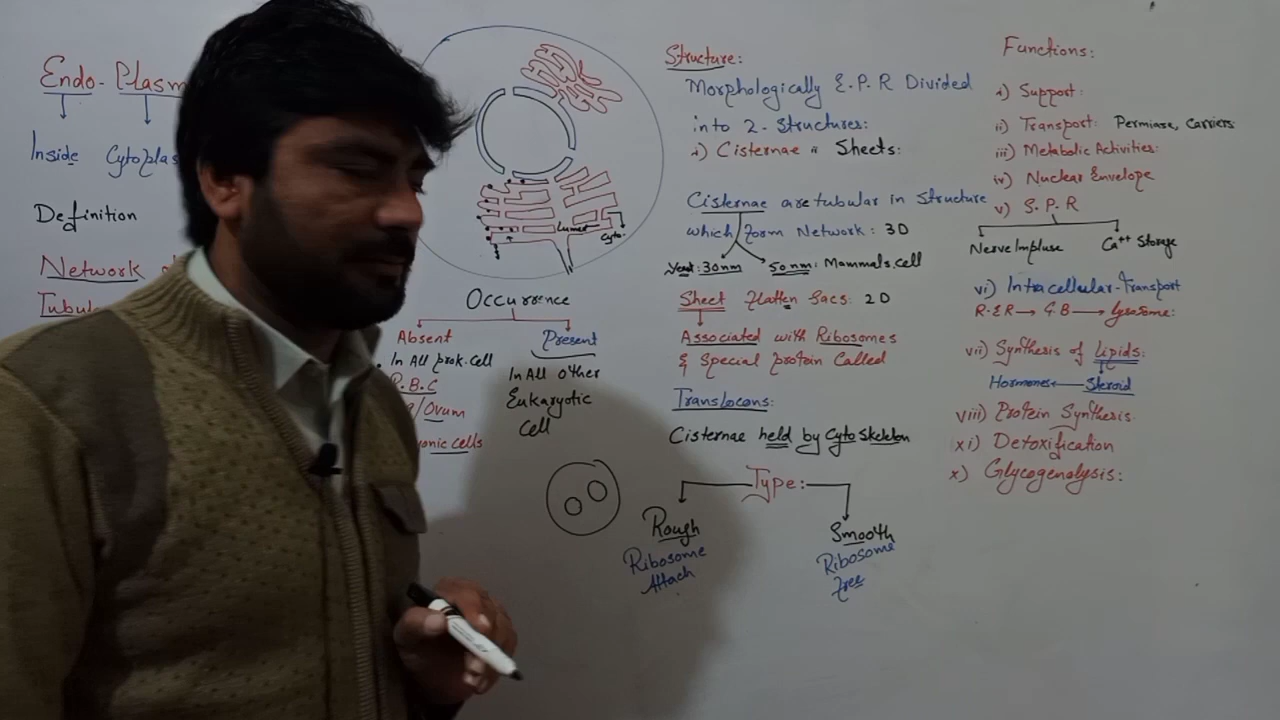 Endo- Plasm
Inside Cytoplas
Definition
Network
Tubul
Lumen
Cyto.
Occurrence
Absent
In All prok. cell
R.B.C
/Ovum
onic cells
Present
In All other
Eukaryotic
Cell
Structure:
Morphologically E.P.R Divided
into 2- Structures:
i) Cisternae ii Sheets:
Cisternae are tubular in Structure
which form Network: 3D
Yeast: 30nm 50nm: Mammals.cell
Sheet flatten Sacs: 2D
Associated with Ribosomes
& Special protein Called
Translocons:
Cisternae held by CytoSkeleton
Type:
Rough
Ribosome
Attach
Smooth
Ribosome
free
Functions:
i) Support:
ii) Transport: Permiase, Carriers
iii) Metabolic Activities:
iv) Nuclear Envelope
v) S.P.R
Nerve Impluse
Ca++ Storage
vi) Intracellular-Transport
R.E.R → G.B → lysosome:
vii) Synthesis of Lipids:
Hormones ← Steroid
viii) Protein Synthesis
xi) Detoxification
x) Glycogenolysis: